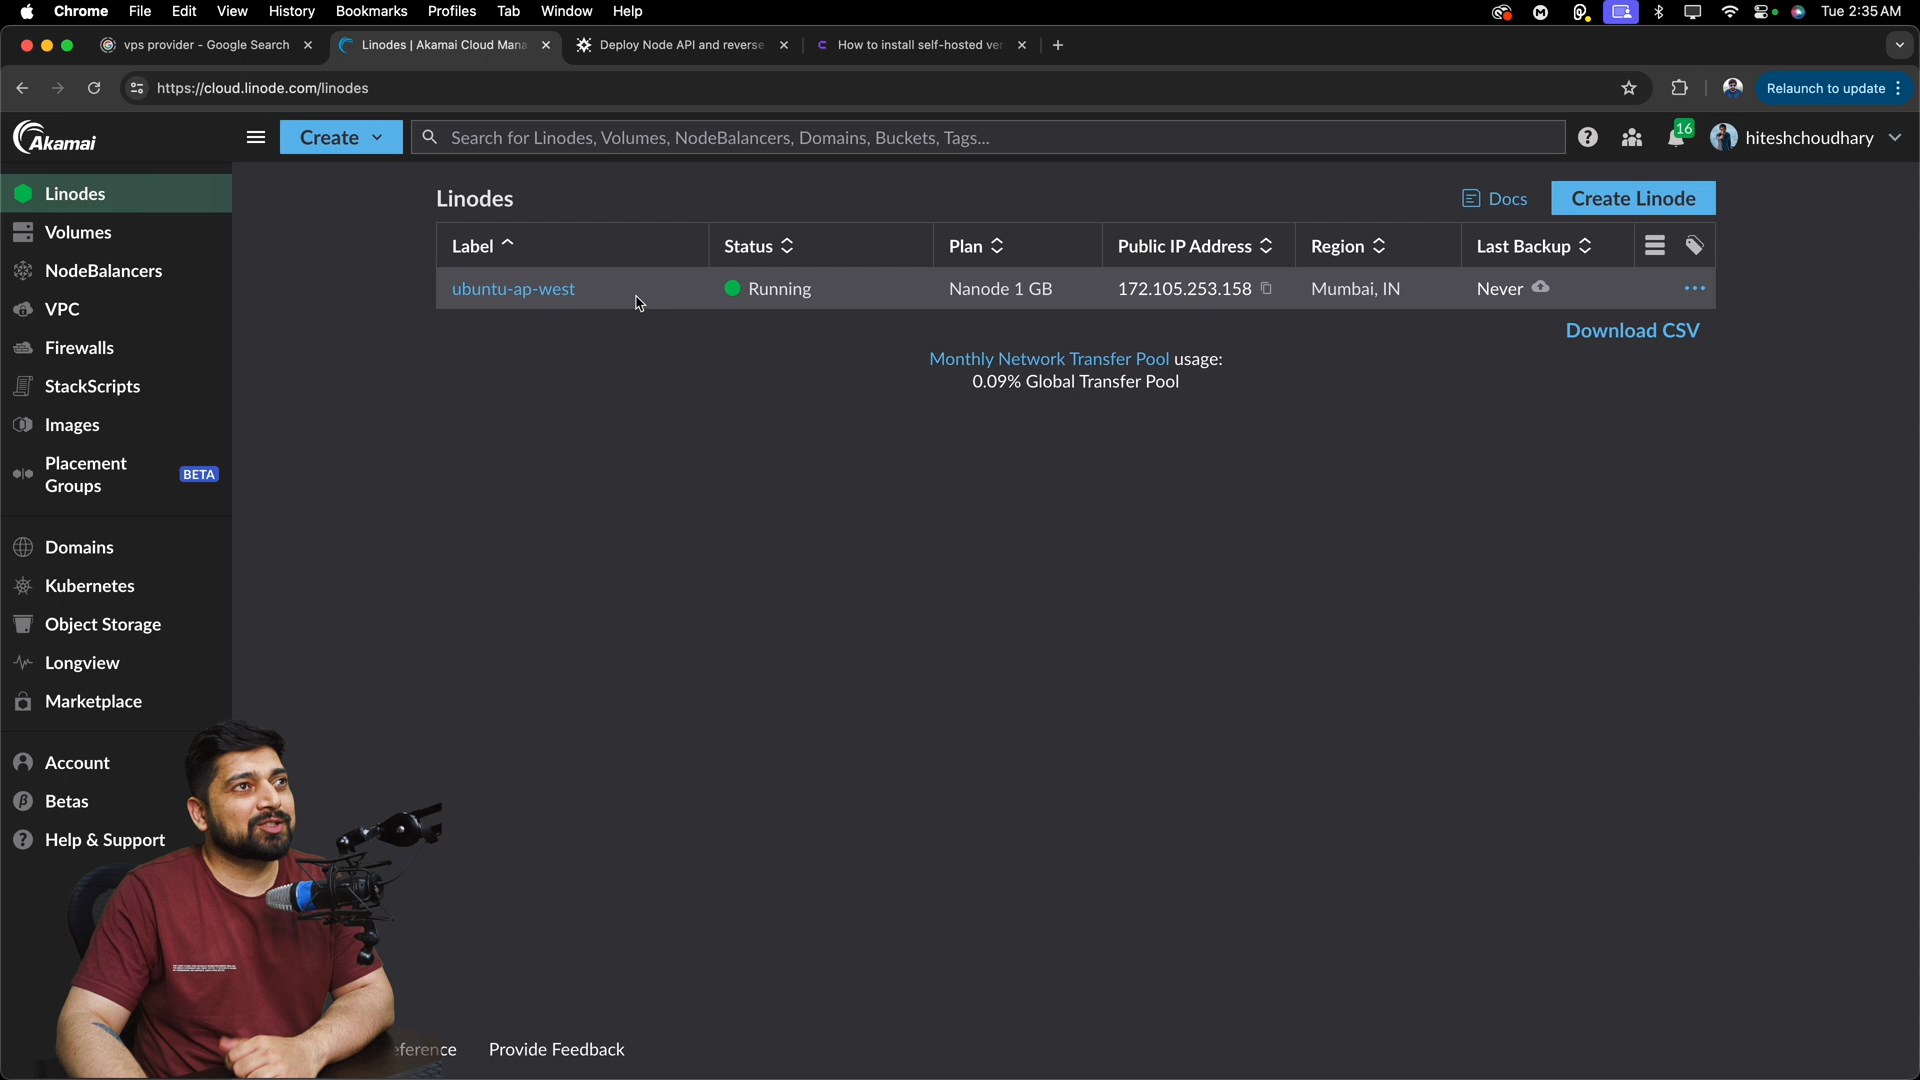 Chrome File Edit View History Bookmarks Profiles Tab Window Help Tue 2:35 AM
vps provider - Google Search Linodes | Akamai Cloud Mana Deploy Node API and reverse How to install self-hosted ver
https://cloud.linode.com/linodes Relaunch to update
Akamai Create Search for Linodes, Volumes, NodeBalancers, Domains, Buckets, Tags... 16 hiteshchoudhary
Linodes
Volumes
NodeBalancers
VPC
Firewalls
StackScripts
Images
Placement Groups BETA
Domains
Kubernetes
Object Storage
Longview
Marketplace
Account
Betas
Help & Support
Linodes Docs Create Linode
Label Status Plan Public IP Address Region Last Backup
ubuntu-ap-west Running Nanode 1 GB 172.105.253.158 Mumbai, IN Never
Download CSV
Monthly Network Transfer Pool usage:
0.09% Global Transfer Pool
eference Provide Feedback